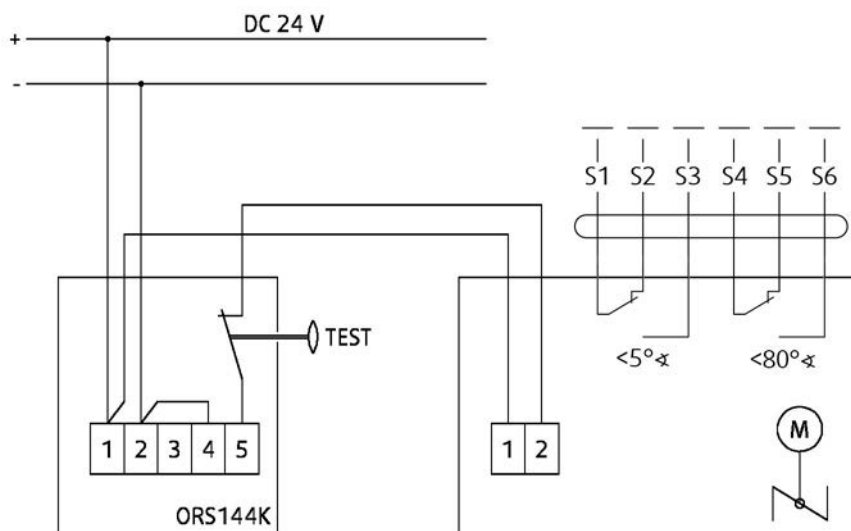 DC 24 V
+
-
S1 S2 S3 S4 S5 S6
TEST
<5°∢ <80°∢
1 2 3 4 5
1 2
M
ORS144K